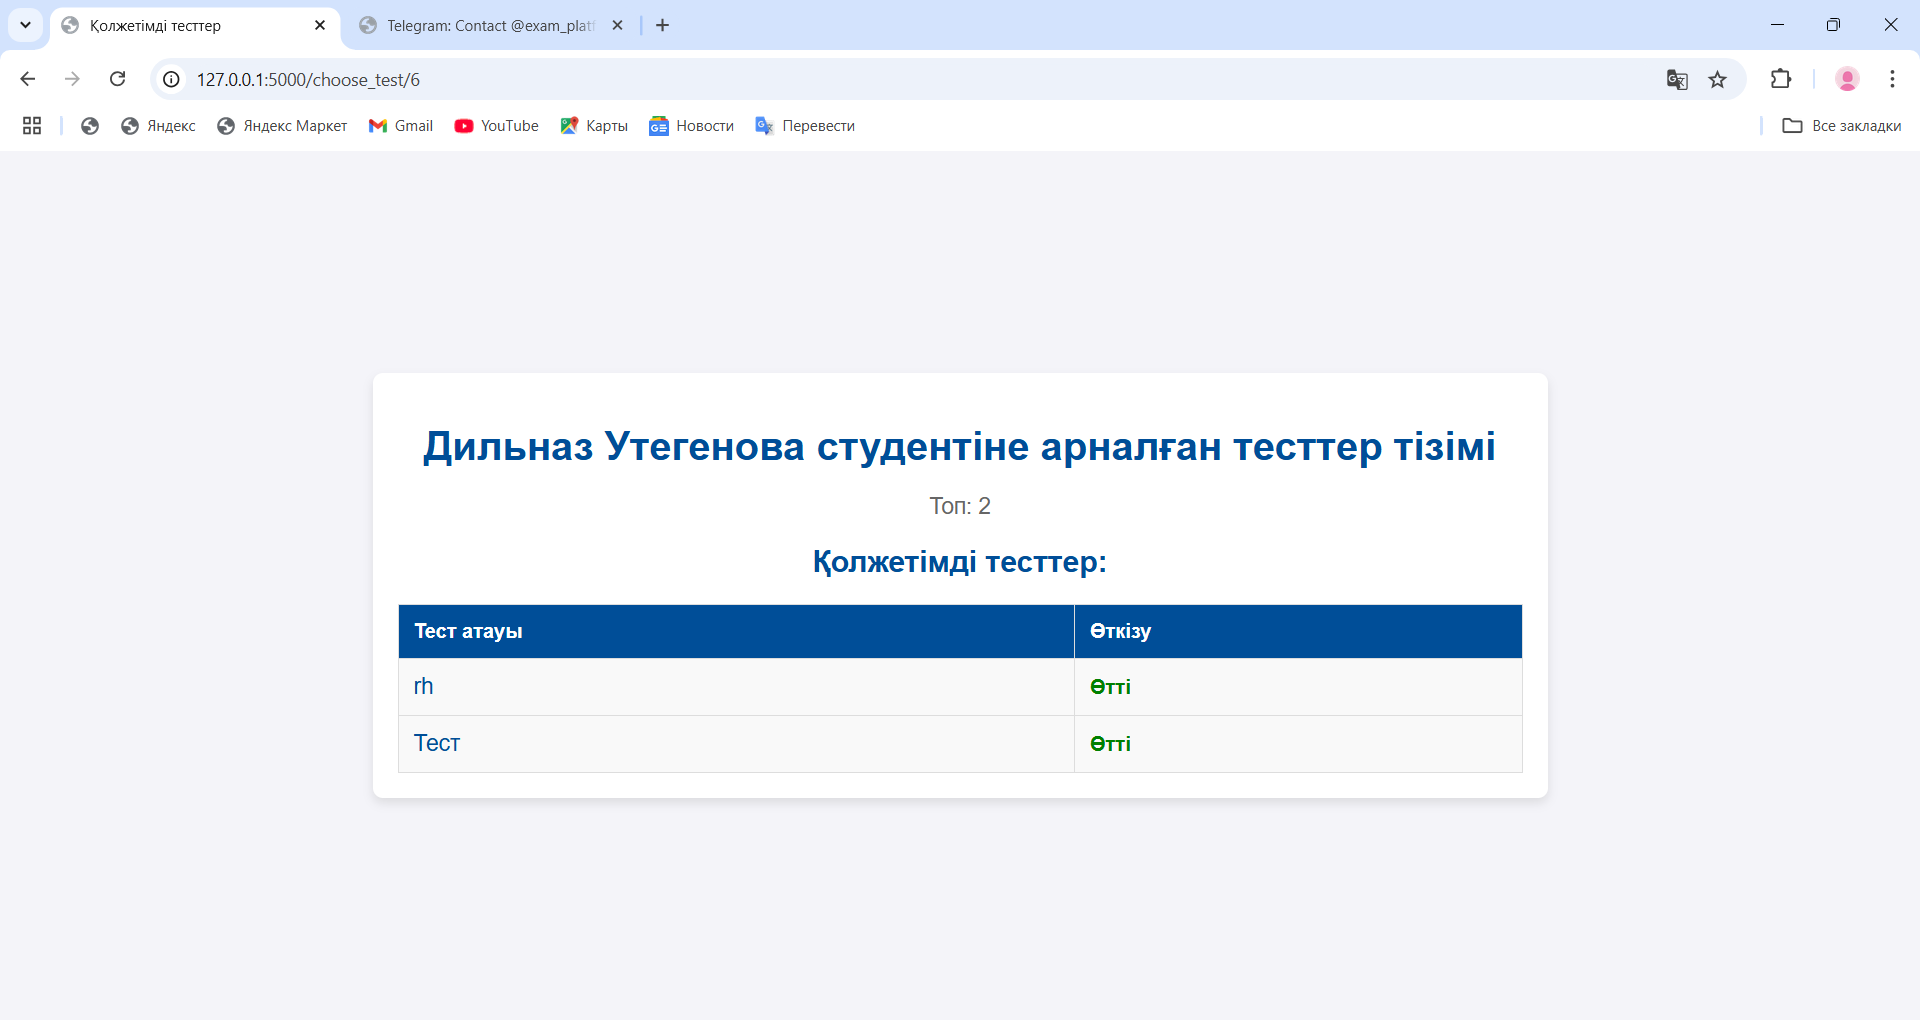 Қолжетімді тесттер
Telegram: Contact @exam_plat
127.0.0.1:5000/choose_test/6
Яндекс
Яндекс Маркет
Gmail
YouTube
Карты
Новости
Перевести
Все закладки
Дильназ Утегенова студентіне арналған тесттер тізімі
Топ: 2
Қолжетімді тесттер:
Тест атауы
Өткізу
rh
Өтті
Тест
Өтті